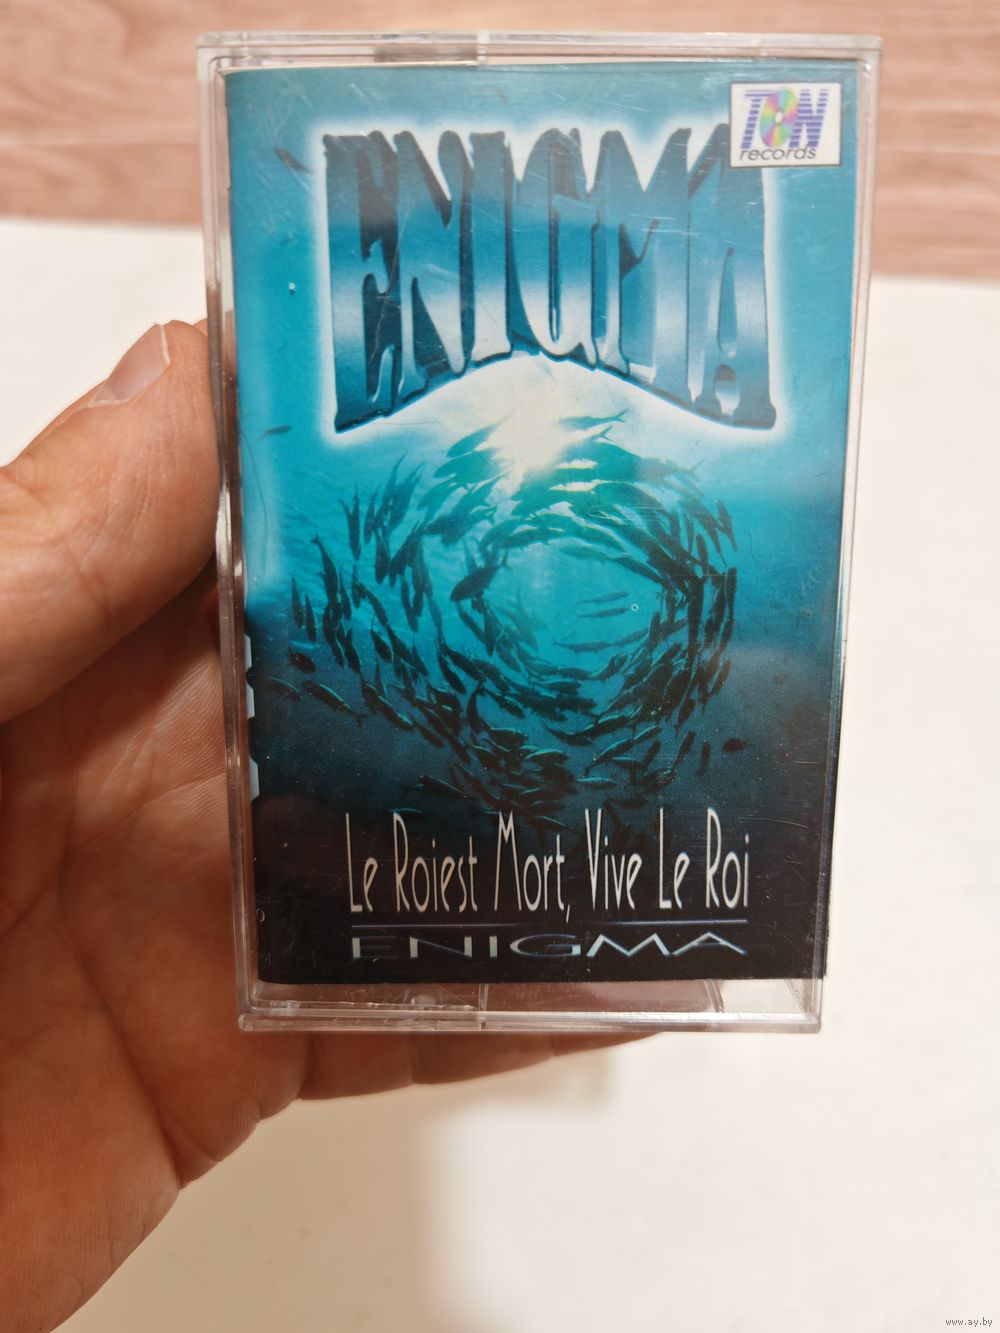 TON
records
ENIGMA
Le Roiest Mort, Vive Le Roi
ENIGMA
www.ay.by